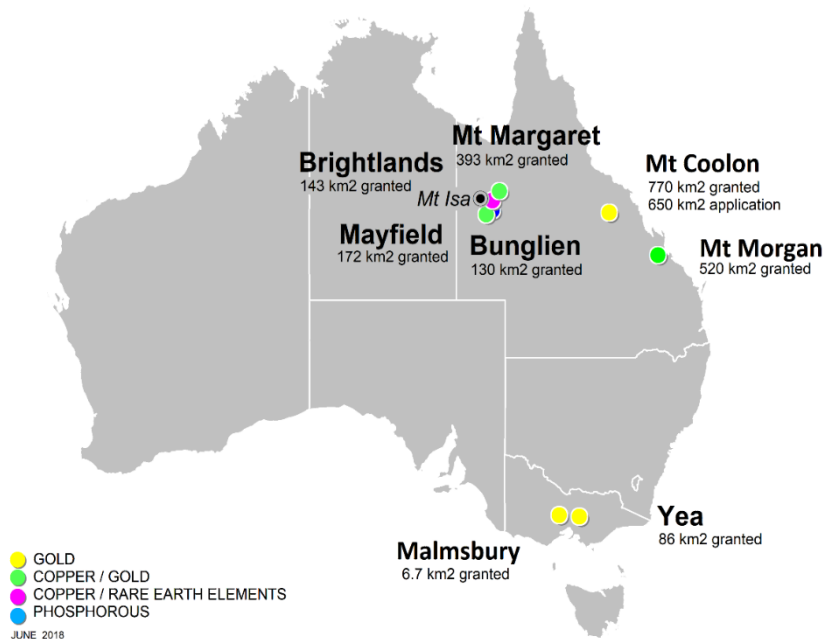 Mt Margaret
393 km2 granted
Brightlands
143 km2 granted
Mt Isa
Mt Coolon
770 km2 granted
650 km2 application
Mayfield
172 km2 granted
Bunglien
130 km2 granted
Mt Morgan
520 km2 granted
Yea
86 km2 granted
Malmsbury
6.7 km2 granted
GOLD
COPPER / GOLD
COPPER / RARE EARTH ELEMENTS
PHOSPHOROUS
JUNE 2018